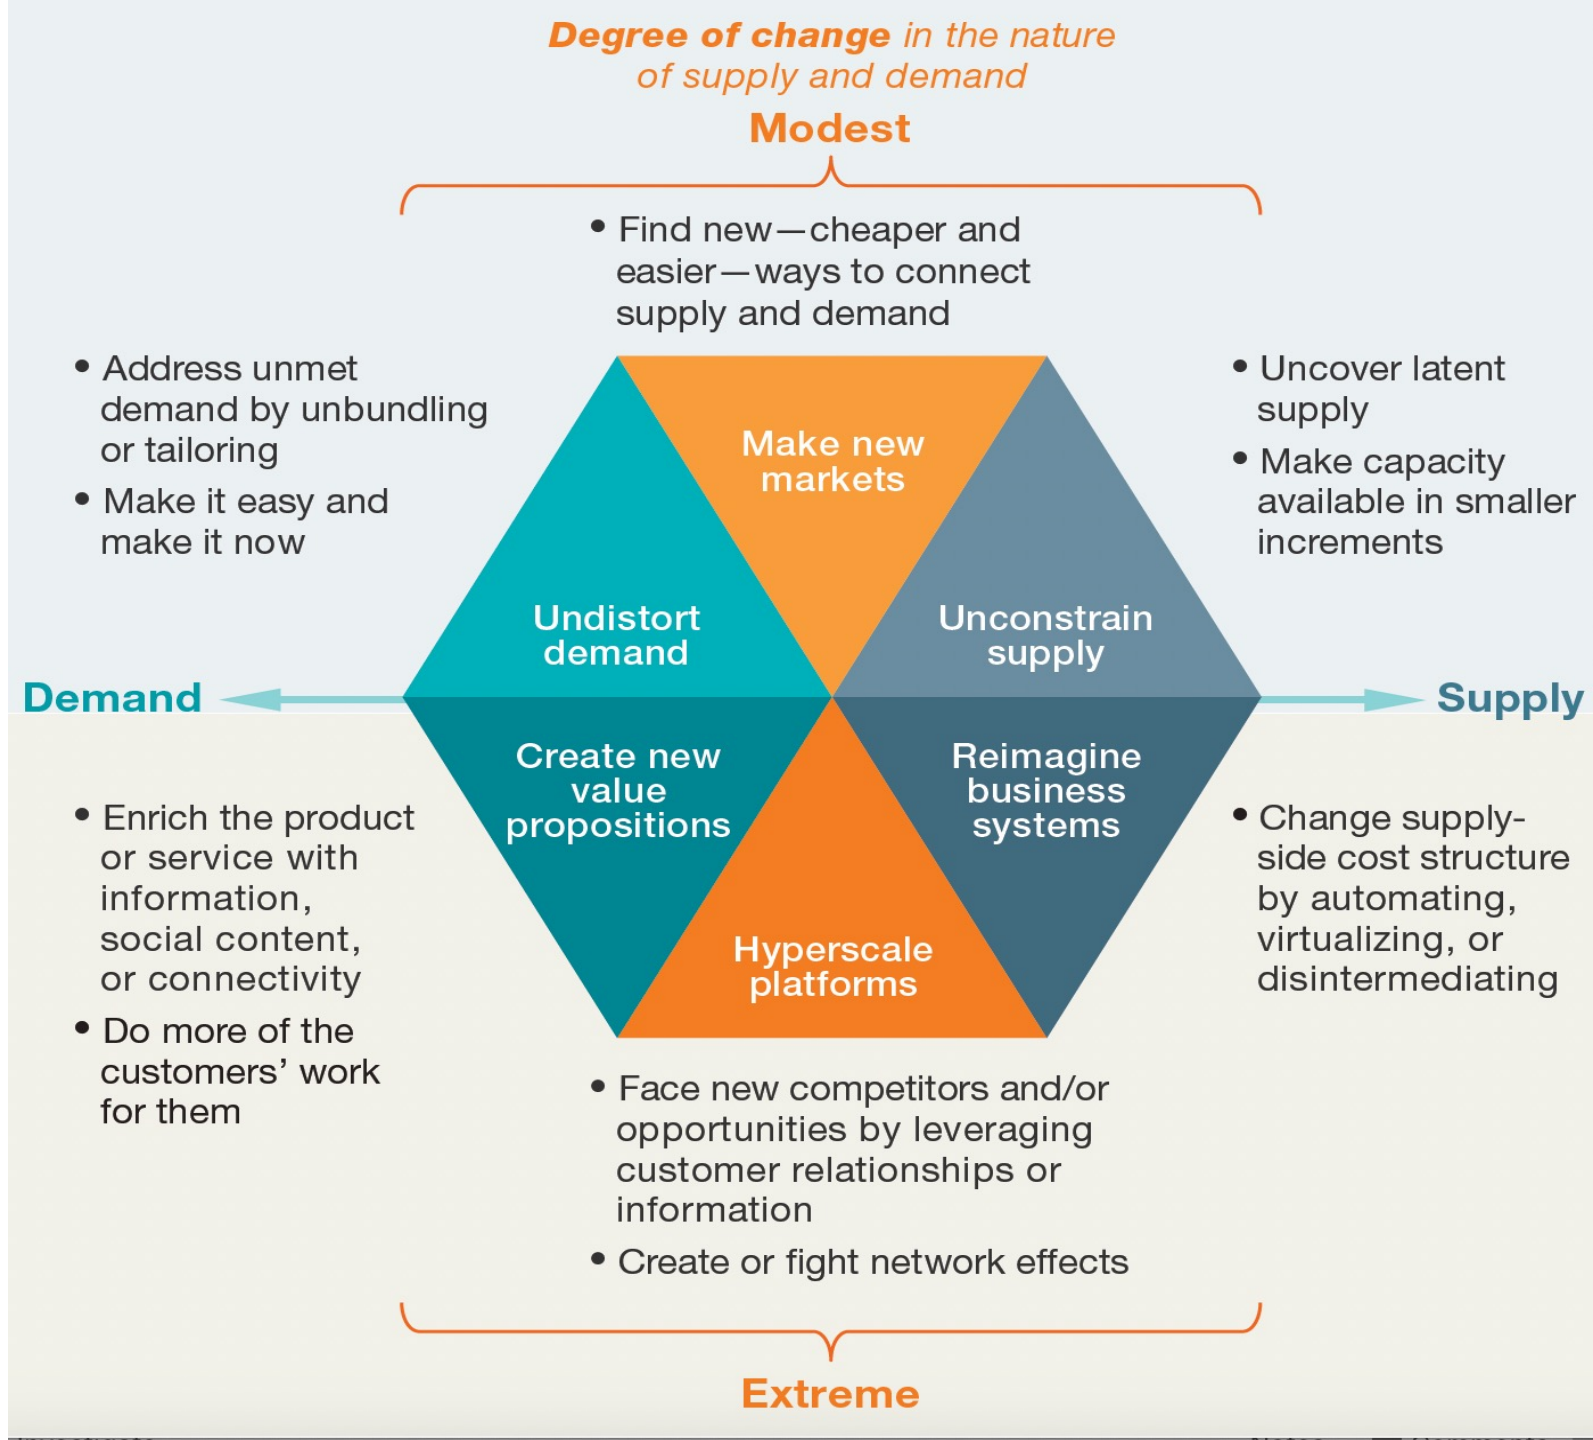 Degree of change in the nature
of supply and demand
Modest
• Find new—cheaper and
easier—ways to connect
supply and demand
• Address unmet
demand by unbundling
or tailoring
• Make it easy and
make it now
• Uncover latent
supply
• Make capacity
available in smaller
increments
Make new
markets
Undistort
demand
Unconstrain
supply
Demand
Supply
Create new
value
propositions
Reimagine
business
systems
Hyperscale
platforms
• Enrich the product
or service with
information,
social content,
or connectivity
• Do more of the
customers’ work
for them
• Change supply-
side cost structure
by automating,
virtualizing, or
disintermediating
• Face new competitors and/or
opportunities by leveraging
customer relationships or
information
• Create or fight network effects
Extreme